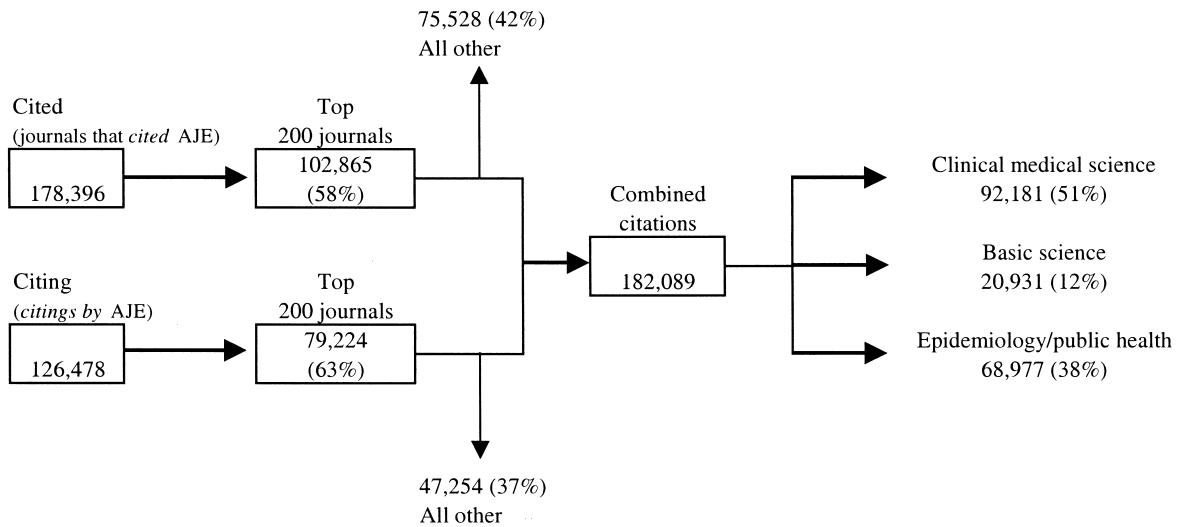 75,528 (42%)
All other
Cited
(journals that cited AJE)
178,396
Top
200 journals
102,865
(58%)
Combined
citations
182,089
Clinical medical science
92,181 (51%)
Basic science
20,931 (12%)
Epidemiology/public health
68,977 (38%)
Citing
(citings by AJE)
126,478
Top
200 journals
79,224
(63%)
47,254 (37%)
All other